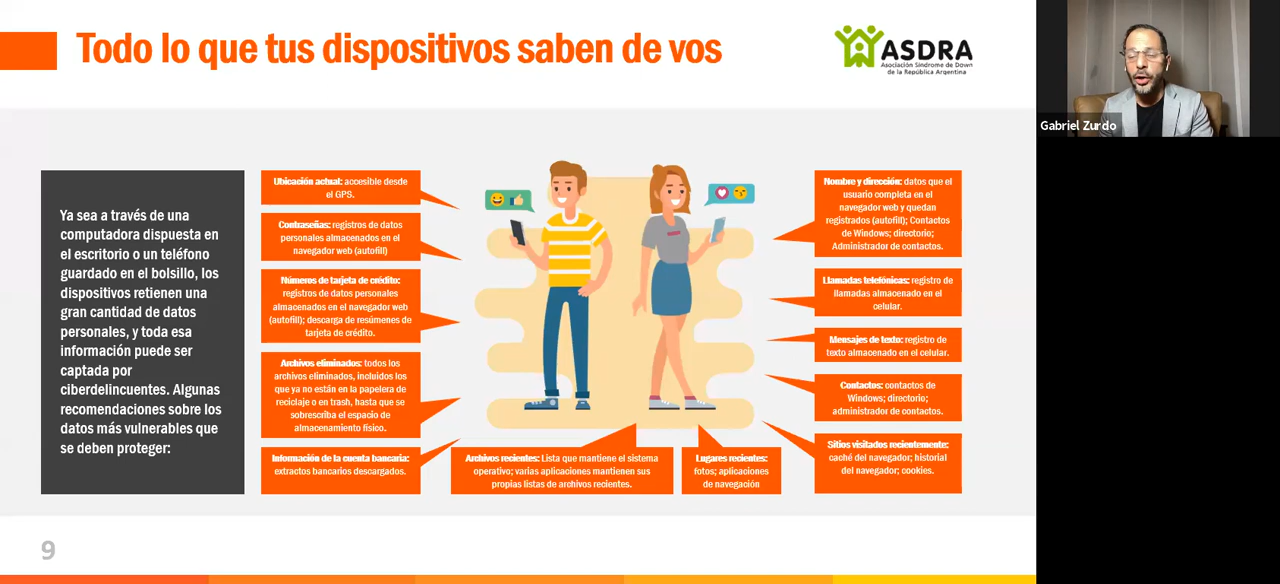 Todo lo que tus dispositivos saben de vos
ASDRA
Asociación Síndrome de Down
de la República Argentina
Gabriel Zurdo
Ya sea a través de una
computadora dispuesta en
el escritorio o un teléfono
guardado en el bolsillo, los
dispositivos retienen una
gran cantidad de datos
personales, y toda esa
información puede ser
captada por
ciberdelincuentes. Algunas
recomendaciones sobre los
datos más vulnerables que
se deben proteger:
Ubicación actual: accesible desde
el GPS.
Contraseñas: registros de datos
personales almacenados en el
navegador web (autofill)
Números de tarjeta de crédito:
registros de datos personales
almacenados en el navegador web
(autofill); descarga de resúmenes de
tarjeta de crédito.
Archivos eliminados: todos los
archivos eliminados, incluidos los
que ya no están en la papelera de
reciclaje o en trash, hasta que se
sobrescriba el espacio de
almacenamiento físico.
Información de la cuenta bancaria:
extractos bancarios descargados.
Archivos recientes: Lista que mantiene el sistema
operativo; varias aplicaciones mantienen sus
propias listas de archivos recientes.
Lugares recientes:
fotos; aplicaciones
de navegación
Nombre y dirección: datos que el
usuario completa en el
navegador web y quedan
registrados (autofill); Contactos
de Windows; directorio;
Administrador de contactos.
Llamadas telefónicas: registro de
llamadas almacenado en el
celular.
Mensajes de texto: registro de
texto almacenado en el celular.
Contactos: contactos de
Windows; directorio;
administrador de contactos.
Sitios visitados recientemente:
caché del navegador; historial
del navegador; cookies.
9